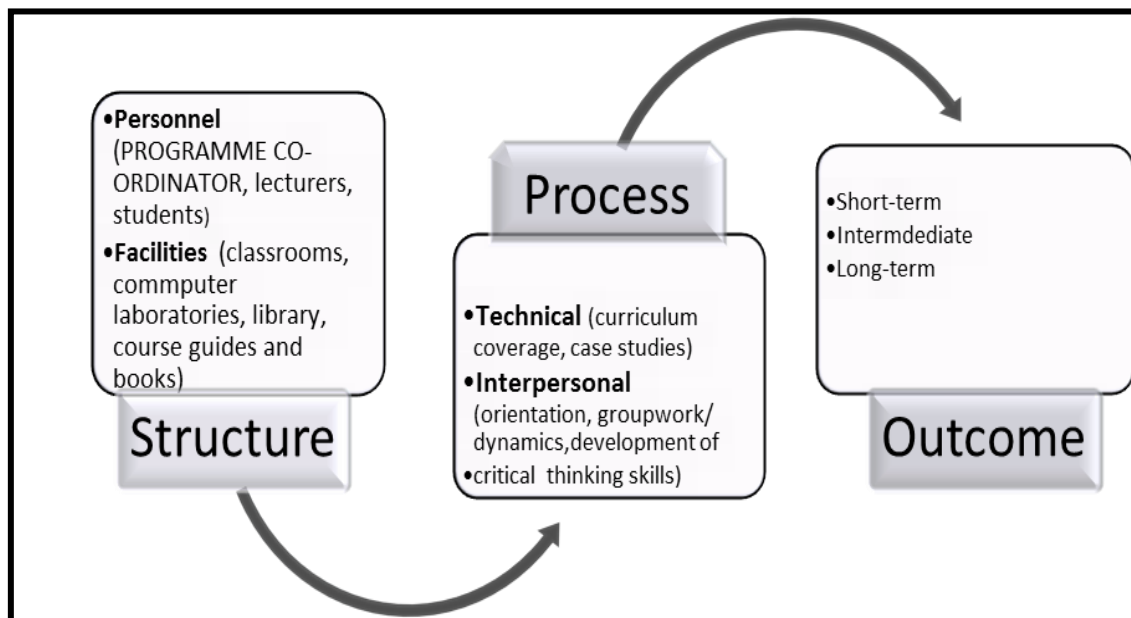 •Personnel
(PROGRAMME CO-
ORDINATOR, lecturers,
students)
•Facilities (classrooms,
commputer
laboratories, library,
course guides and
books)
Structure
Process
•Technical (curriculum
coverage, case studies)
•Interpersonal
(orientation, groupwork/
dynamics,development of
•critical thinking skills)
•Short-term
•Intermdediate
•Long-term
Outcome